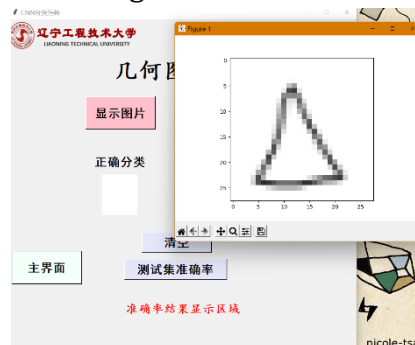 CNN分类任务
辽宁工程技术大学
LIAONING TECHNICAL UNIVERSITY
几何
显示图片
正确分类
清空
主界面
测试集准确率
准确率结果显示区域
Figure 1
0
5
10
15
20
25
0 5 10 15 20 25
nicole-tsa